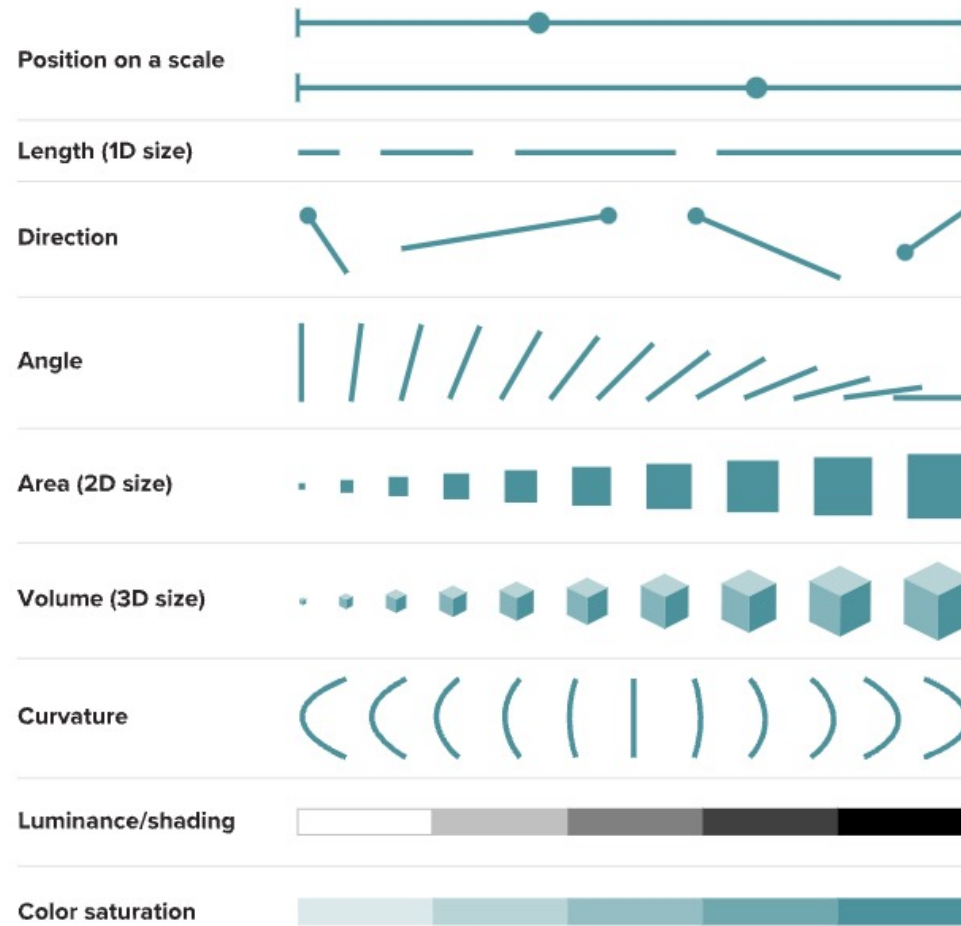 Position on a scale
Length (1D size)
Direction
Angle
Area (2D size)
Volume (3D size)
Curvature
Luminance/shading
Color saturation